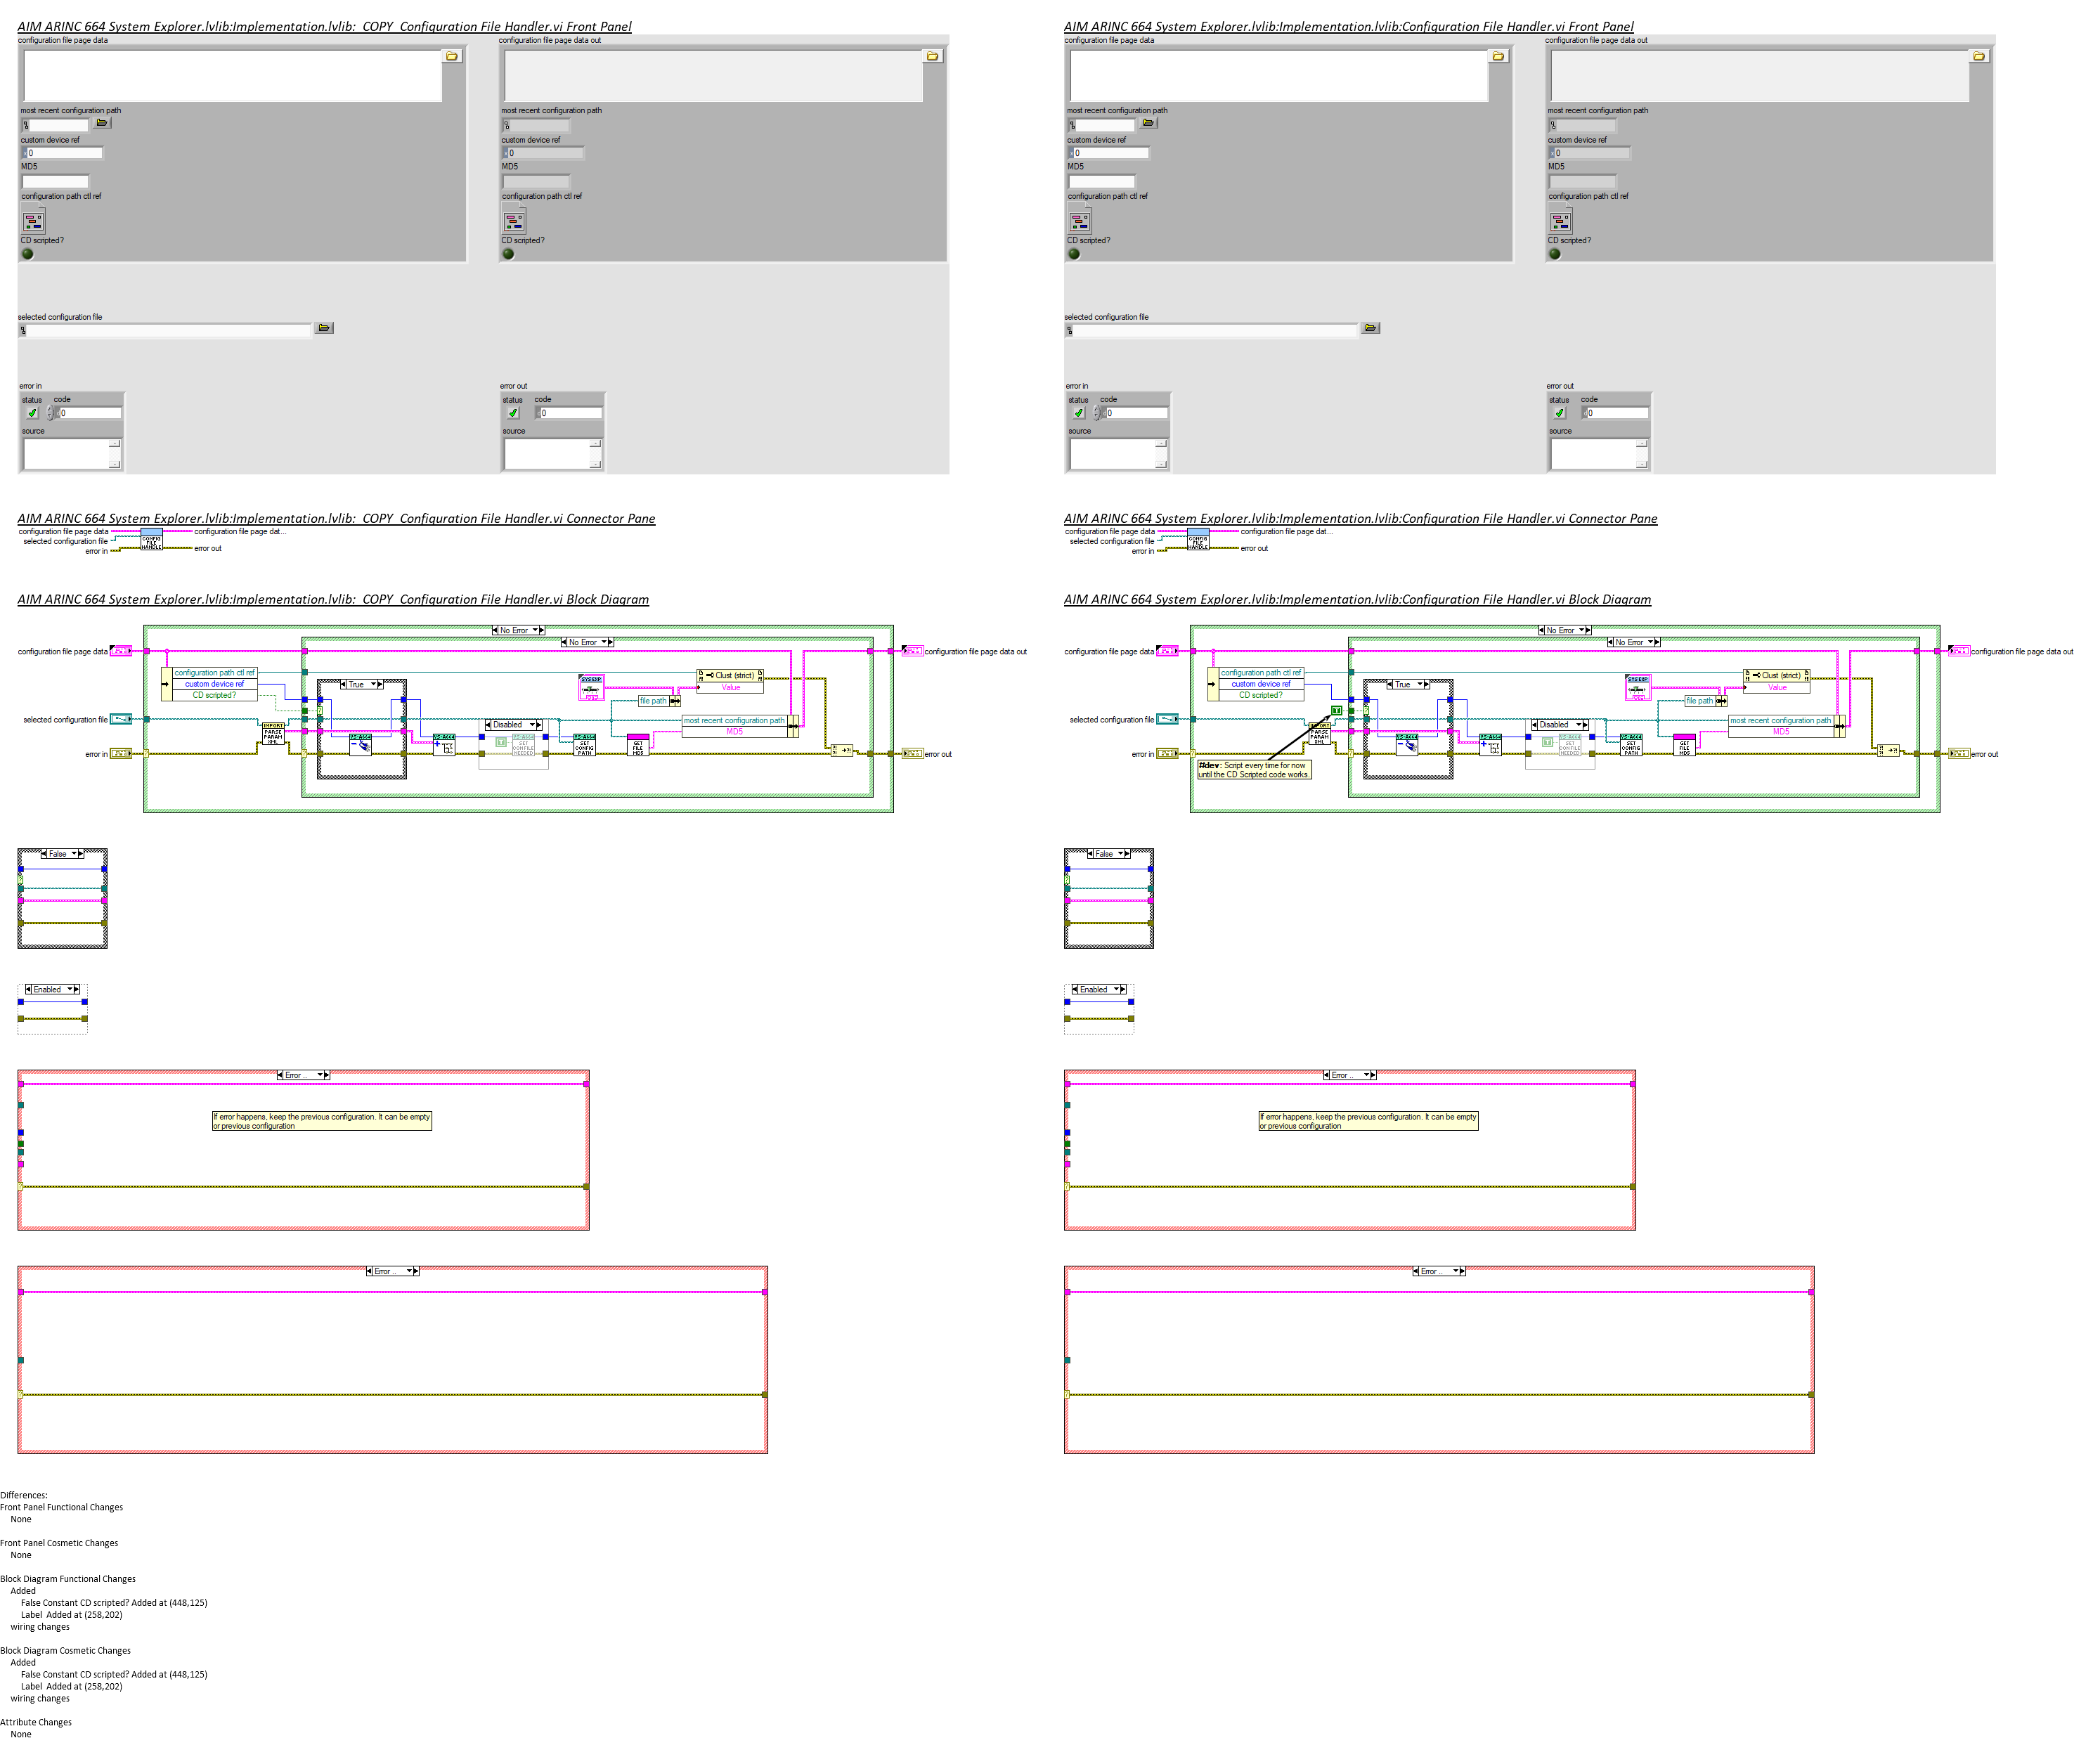 AIM ARINC 664 System Explorer.lvlib:Implementation.lvlib:  COPY  Configuration File Handler.vi Front Panel
configuration file page data
configuration file page data out
most recent configuration path
most recent configuration path
custom device ref
custom device ref
0
0
MD5
MD5
configuration path ctl ref
configuration path ctl ref
CD scripted?
CD scripted?
selected configuration file
error in
error out
status code
status code
0
0
source
source
AIM ARINC 664 System Explorer.lvlib:Implementation.lvlib:Configuration File Handler.vi Front Panel
configuration file page data
configuration file page data out
most recent configuration path
most recent configuration path
custom device ref
custom device ref
0
0
MD5
MD5
configuration path ctl ref
configuration path ctl ref
CD scripted?
CD scripted?
selected configuration file
error in
error out
status code
status code
0
0
source
source
AIM ARINC 664 System Explorer.lvlib:Implementation.lvlib:  COPY  Configuration File Handler.vi Connector Pane
configuration file page data
configuration file page dat...
selected configuration file
CONFIG
FILE
HANDLE
error in
error out
AIM ARINC 664 System Explorer.lvlib:Implementation.lvlib:Configuration File Handler.vi Connector Pane
configuration file page data
configuration file page dat...
selected configuration file
CONFIG
FILE
HANDLE
error in
error out
AIM ARINC 664 System Explorer.lvlib:Implementation.lvlib:  COPY  Configuration File Handler.vi Block Diagram
No Error
No Error
configuration file page data
configuration file page data out
configuration path ctl ref
custom device ref
CD scripted?
True
SYS EXP
Clust (strict)
Value
file path
selected configuration file
Disabled
most recent configuration path
MD5
IMPORT
PARSE
PARAM
XML
SET
CONFILE
NEEDED
SET
CONFIG
PATH
GET
FILE
MD5
error in
error out
AIM ARINC 664 System Explorer.lvlib:Implementation.lvlib:Configuration File Handler.vi Block Diagram
No Error
No Error
configuration file page data
configuration file page data out
configuration path ctl ref
custom device ref
CD scripted?
True
SYS EXP
Clust (strict)
Value
file path
selected configuration file
Disabled
most recent configuration path
MD5
IMPORT
PARSE
PARAM
XML
SET
CONFILE
NEEDED
SET
CONFIG
PATH
GET
FILE
MD5
error in
error out
#dev: Script every time for now
until the CD Scripted code works.
False
False
Enabled
Enabled
Error ..
If error happens, keep the previous configuration. It can be empty
or previous configuration
Error ..
If error happens, keep the previous configuration. It can be empty
or previous configuration
Error ..
Error ..
Differences:
Front Panel Functional Changes
None
Front Panel Cosmetic Changes
None
Block Diagram Functional Changes
Added
False Constant CD scripted? Added at (448,125)
Label  Added at (258,202)
wiring changes
Block Diagram Cosmetic Changes
Added
False Constant CD scripted? Added at (448,125)
Label  Added at (258,202)
wiring changes
Attribute Changes
None